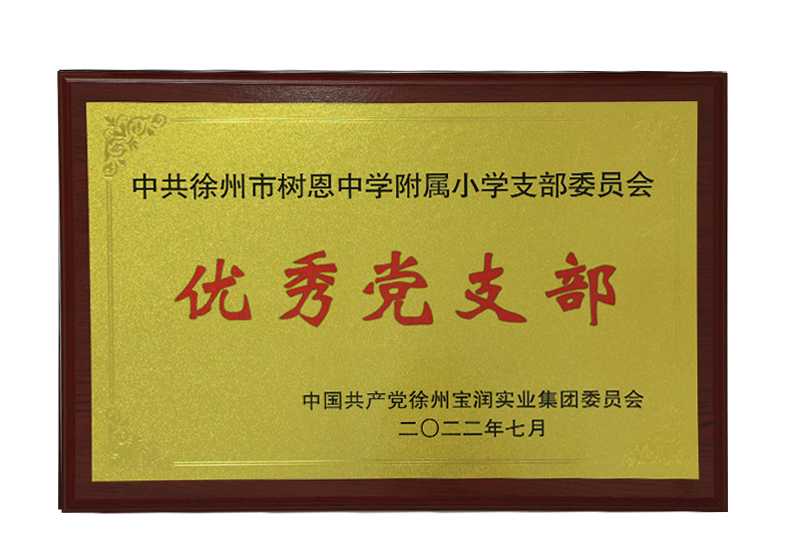 中共徐州市树恩中学附属小学支部委员会
优秀党支部
中国共产党徐州宝润实业集团委员会
二〇二二年七月